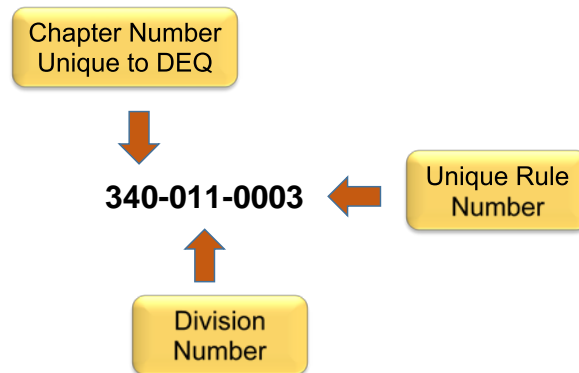 Chapter Number
Unique to DEQ
340-011-0003
Unique Rule
Number
Division
Number